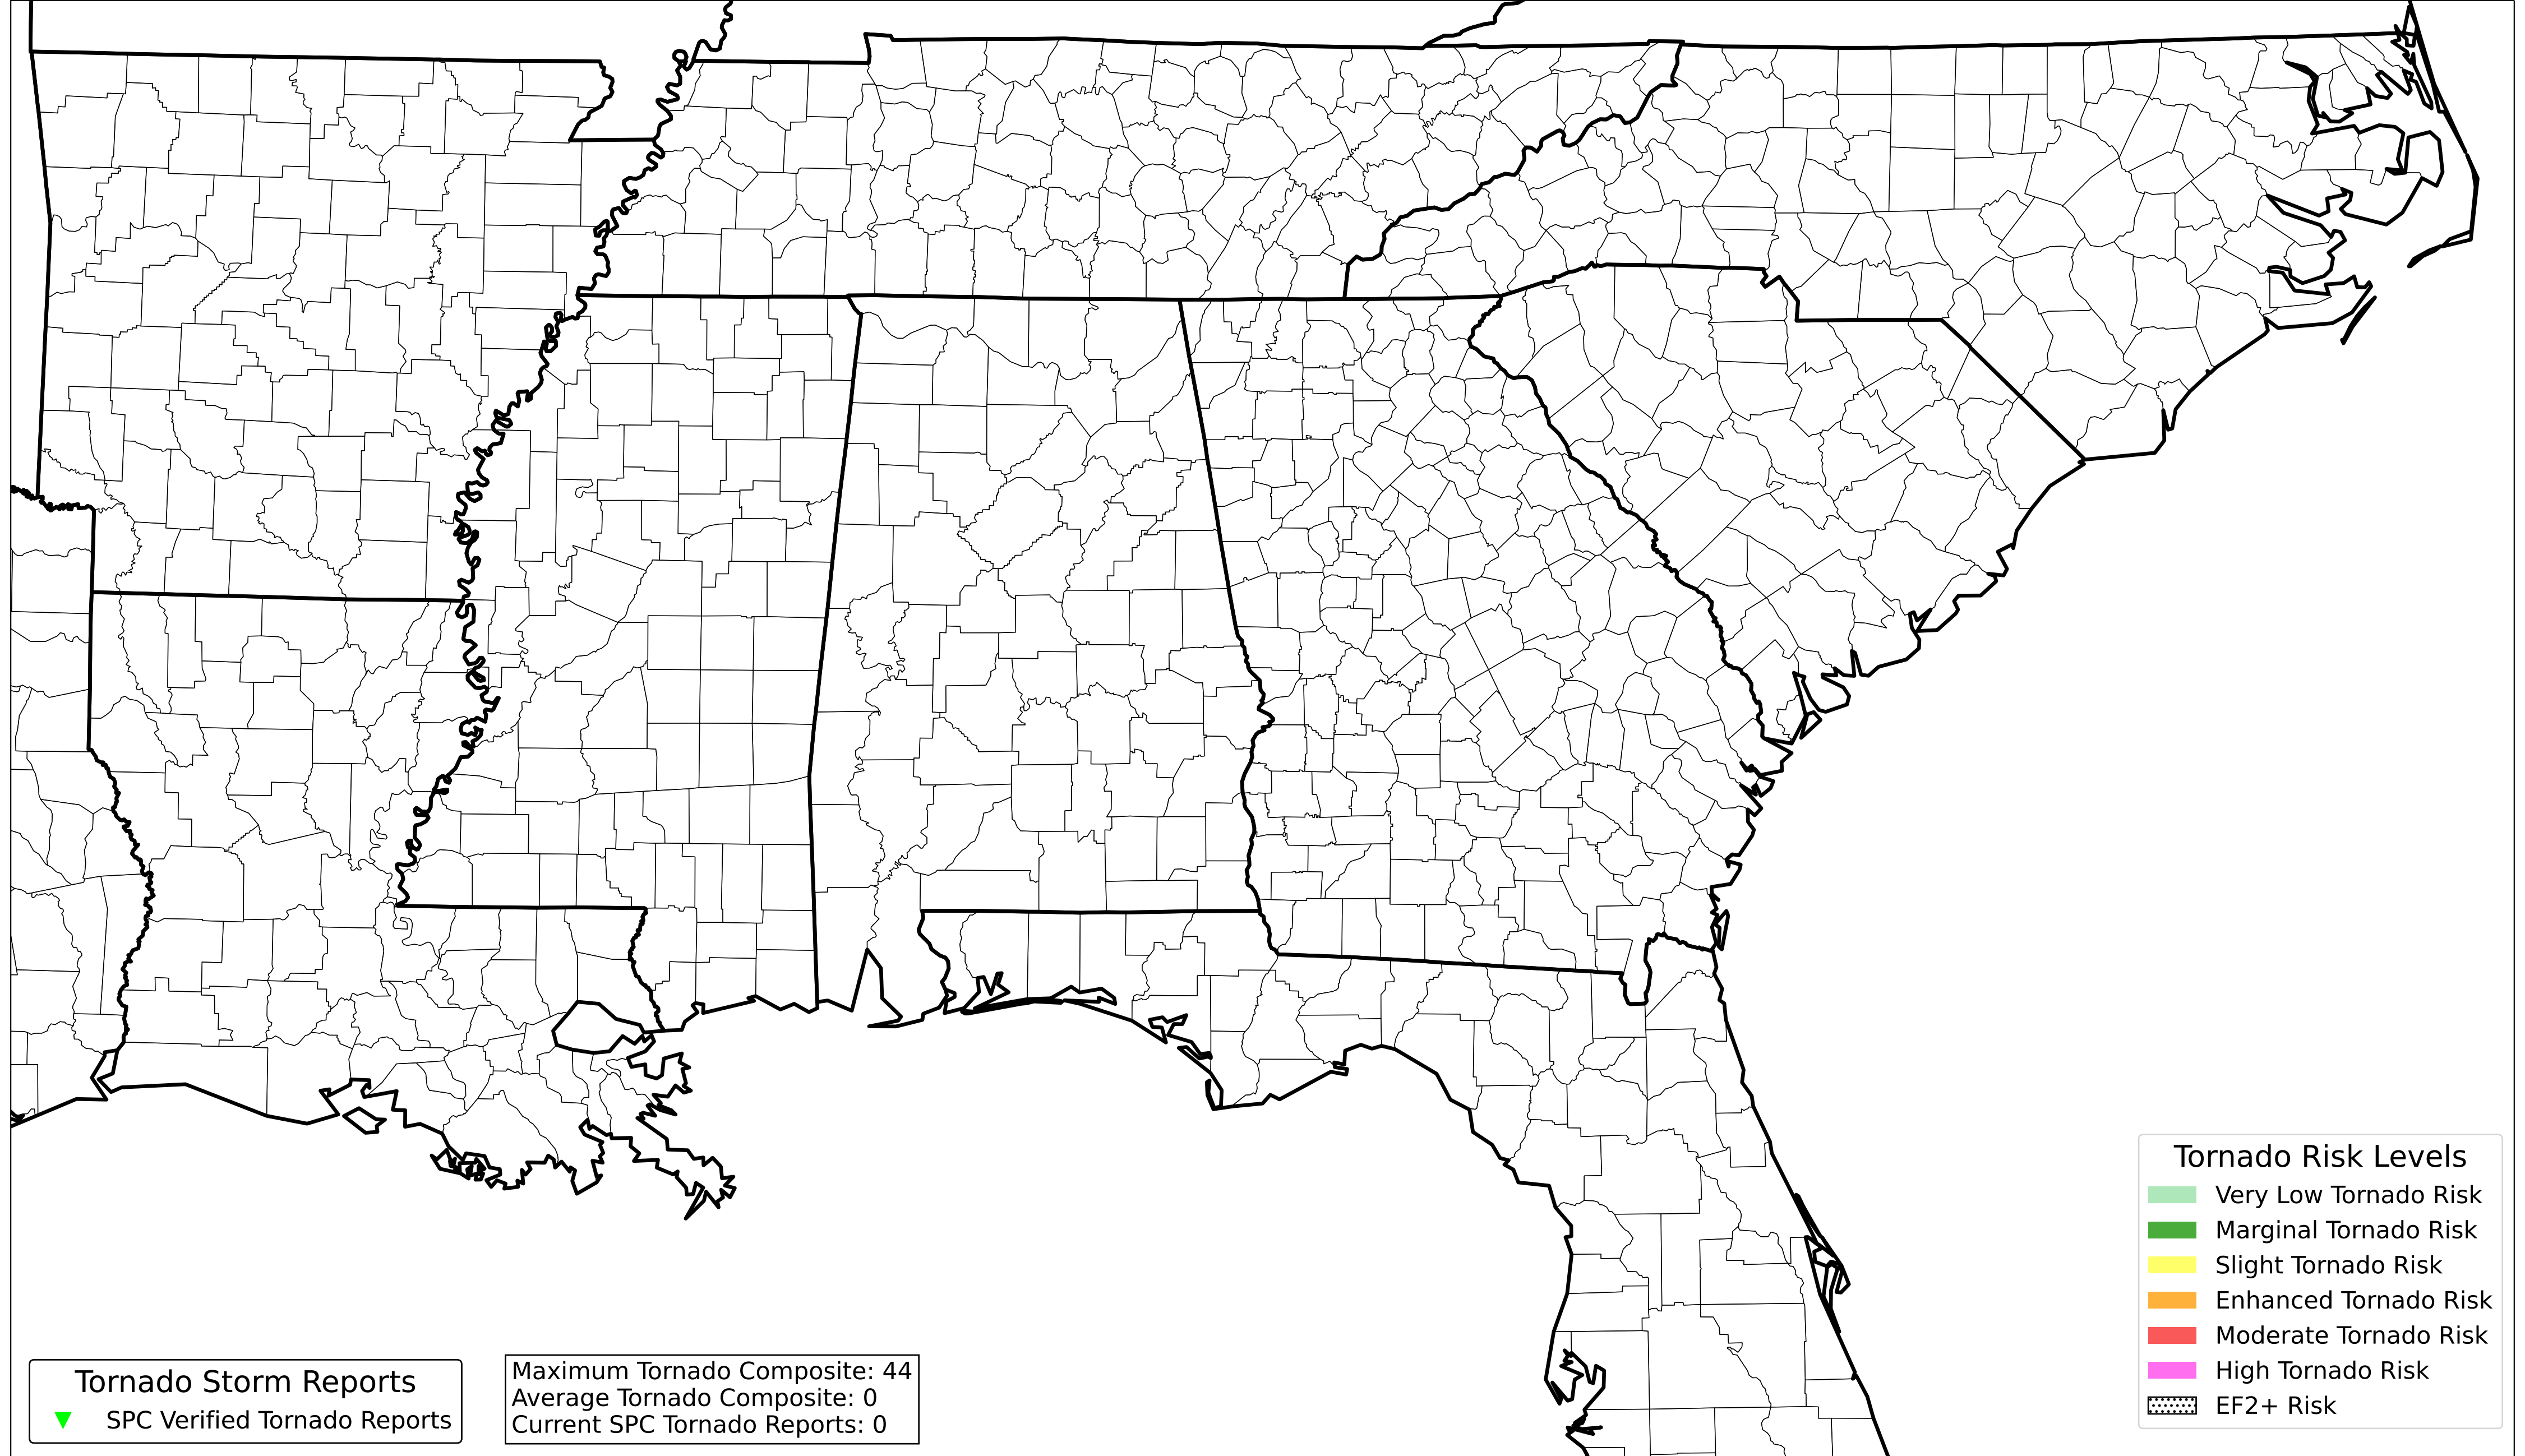 Tornado Risk Levels
Very Low Tornado Risk
Marginal Tornado Risk
Slight Tornado Risk
Enhanced Tornado Risk
Moderate Tornado Risk
High Tornado Risk
EF2+ Risk
Tornado Storm Reports
SPC Verified Tornado Reports
Maximum Tornado Composite: 44
Average Tornado Composite: 0
Current SPC Tornado Reports: 0